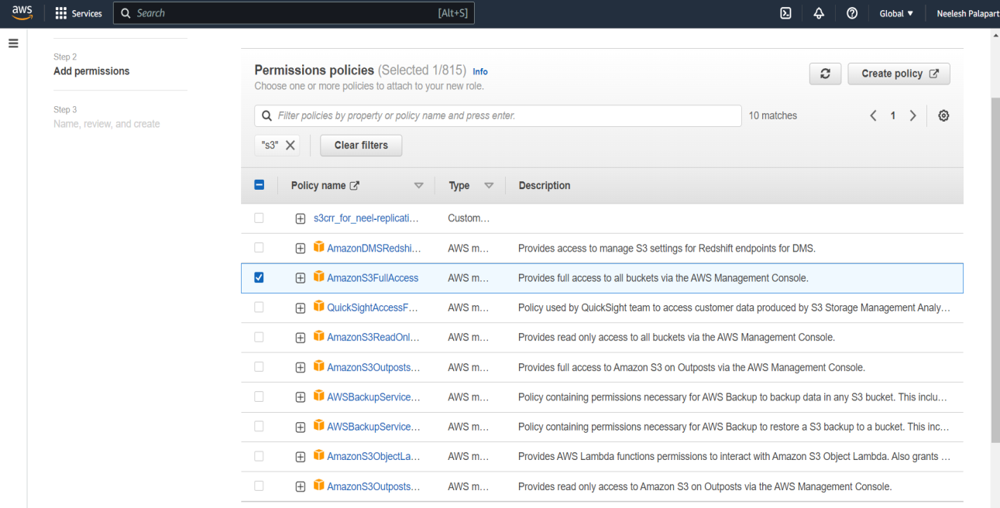 aws
Services
Search
[Alt+S]
Global
Neelesh Palapart
Step 2
Add permissions
Step 3
Name, review, and create
Permissions policies (Selected 1/815) Info
Choose one or more policies to attach to your new role.
Create policy
Filter policies by property or policy name and press enter.
10 matches
1
"s3"
Clear filters
Policy name
Type
Description
s3crr_for_neel-replicati… Custom…
AmazonDMSRedshi… AWS m… Provides access to manage S3 settings for Redshift endpoints for DMS.
AmazonS3FullAccess AWS m… Provides full access to all buckets via the AWS Management Console.
QuickSightAccessF… AWS m… Policy used by QuickSight team to access customer data produced by S3 Storage Management Analy…
AmazonS3ReadOnl… AWS m… Provides read only access to all buckets via the AWS Management Console.
AmazonS3Outposts… AWS m… Provides full access to Amazon S3 on Outposts via the AWS Management Console.
AWSBackupService… AWS m… Policy containing permissions necessary for AWS Backup to backup data in any S3 bucket. This inclu…
AWSBackupService… AWS m… Policy containing permissions necessary for AWS Backup to restore a S3 backup to a bucket. This inc…
AmazonS3ObjectLa… AWS m… Provides AWS Lambda functions permissions to interact with Amazon S3 Object Lambda. Also grants …
AmazonS3Outposts… AWS m… Provides read only access to Amazon S3 on Outposts via the AWS Management Console.